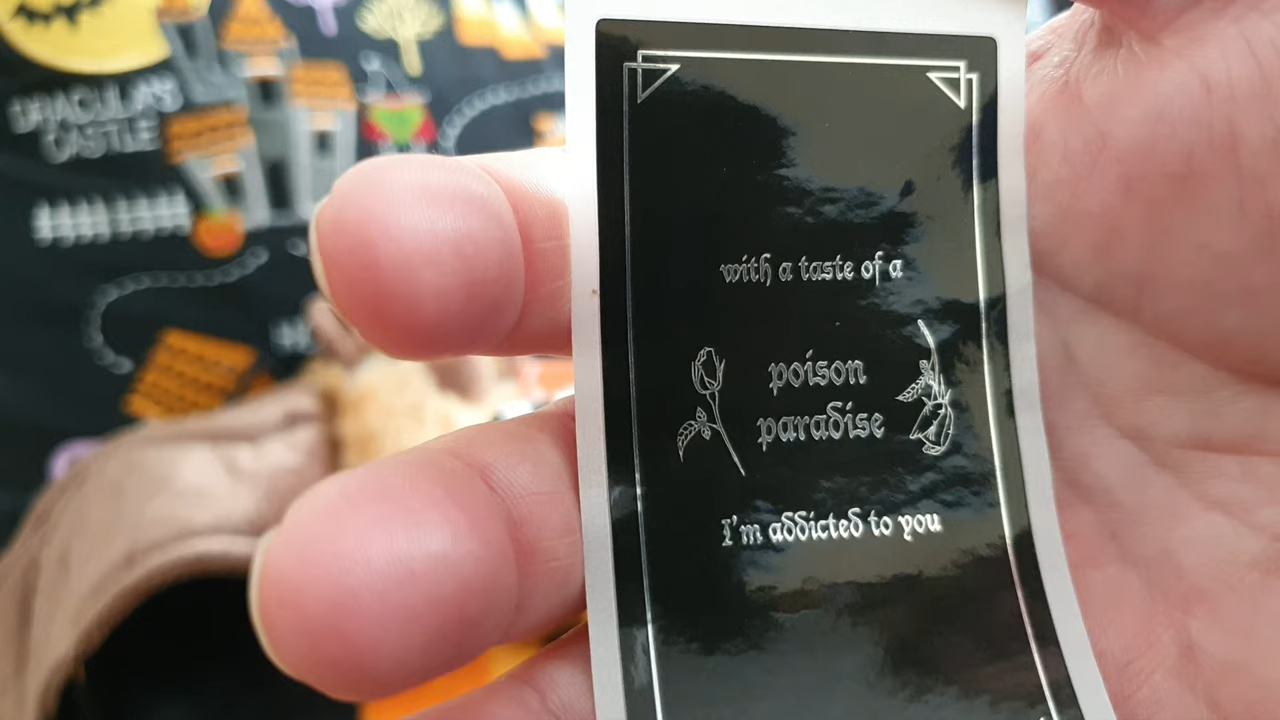 DRACULA'S
CASTLE
with a taste of a
poison
paradise
I'm addicted to you